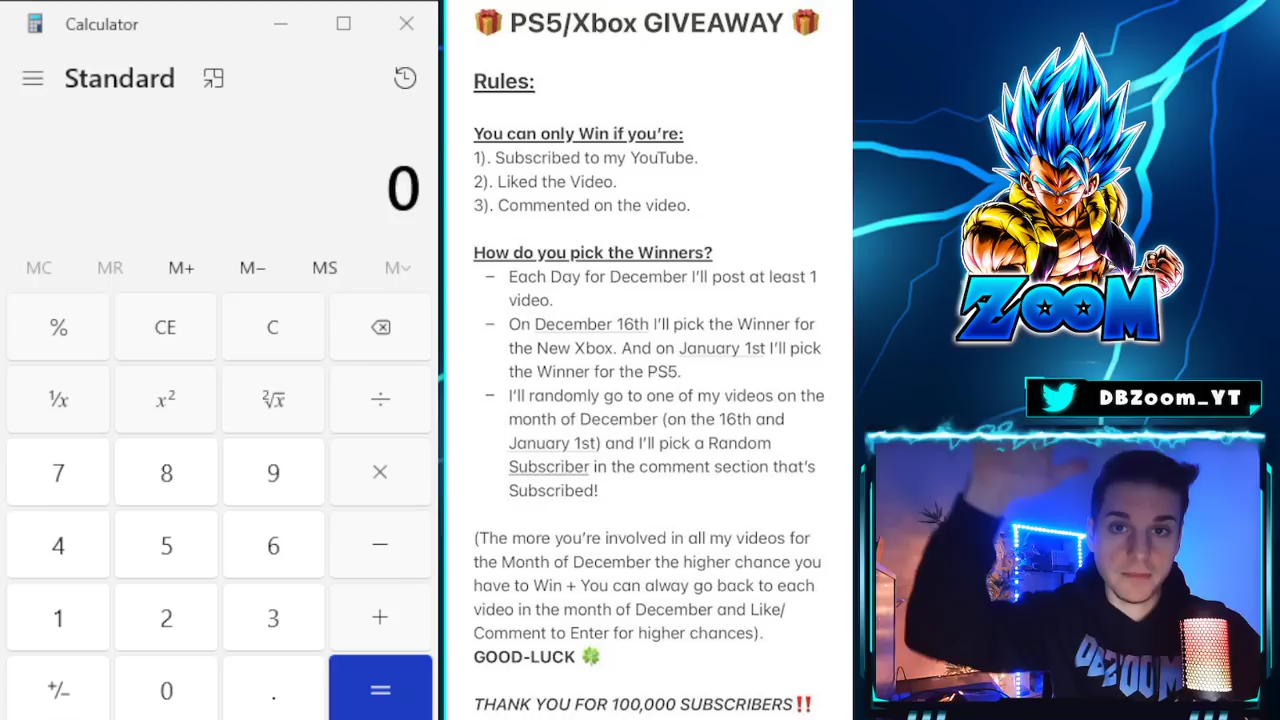 Calculator
Standard
0
MC MR M+ M− MS M˅
% CE C
¹/x x² ²√x ÷
7 8 9 ×
4 5 6 −
1 2 3 +
+/− 0 . =
🎁 PS5/Xbox GIVEAWAY 🎁
Rules:
You can only Win if you're:
1). Subscribed to my YouTube.
2). Liked the Video.
3). Commented on the video.
How do you pick the Winners?
– Each Day for December I'll post at least 1
video.
– On December 16th I'll pick the Winner for
the New Xbox. And on January 1st I'll pick
the Winner for the PS5.
– I'll randomly go to one of my videos on the
month of December (on the 16th and
January 1st) and I'll pick a Random
Subscriber in the comment section that's
Subscribed!
(The more you're involved in all my videos for
the Month of December the higher chance you
have to Win + You can alway go back to each
video in the month of December and Like/
Comment to Enter for higher chances).
GOOD-LUCK 🍀
THANK YOU FOR 100,000 SUBSCRIBERS‼️
ZOOM
DBZoom_YT
DBZOOM